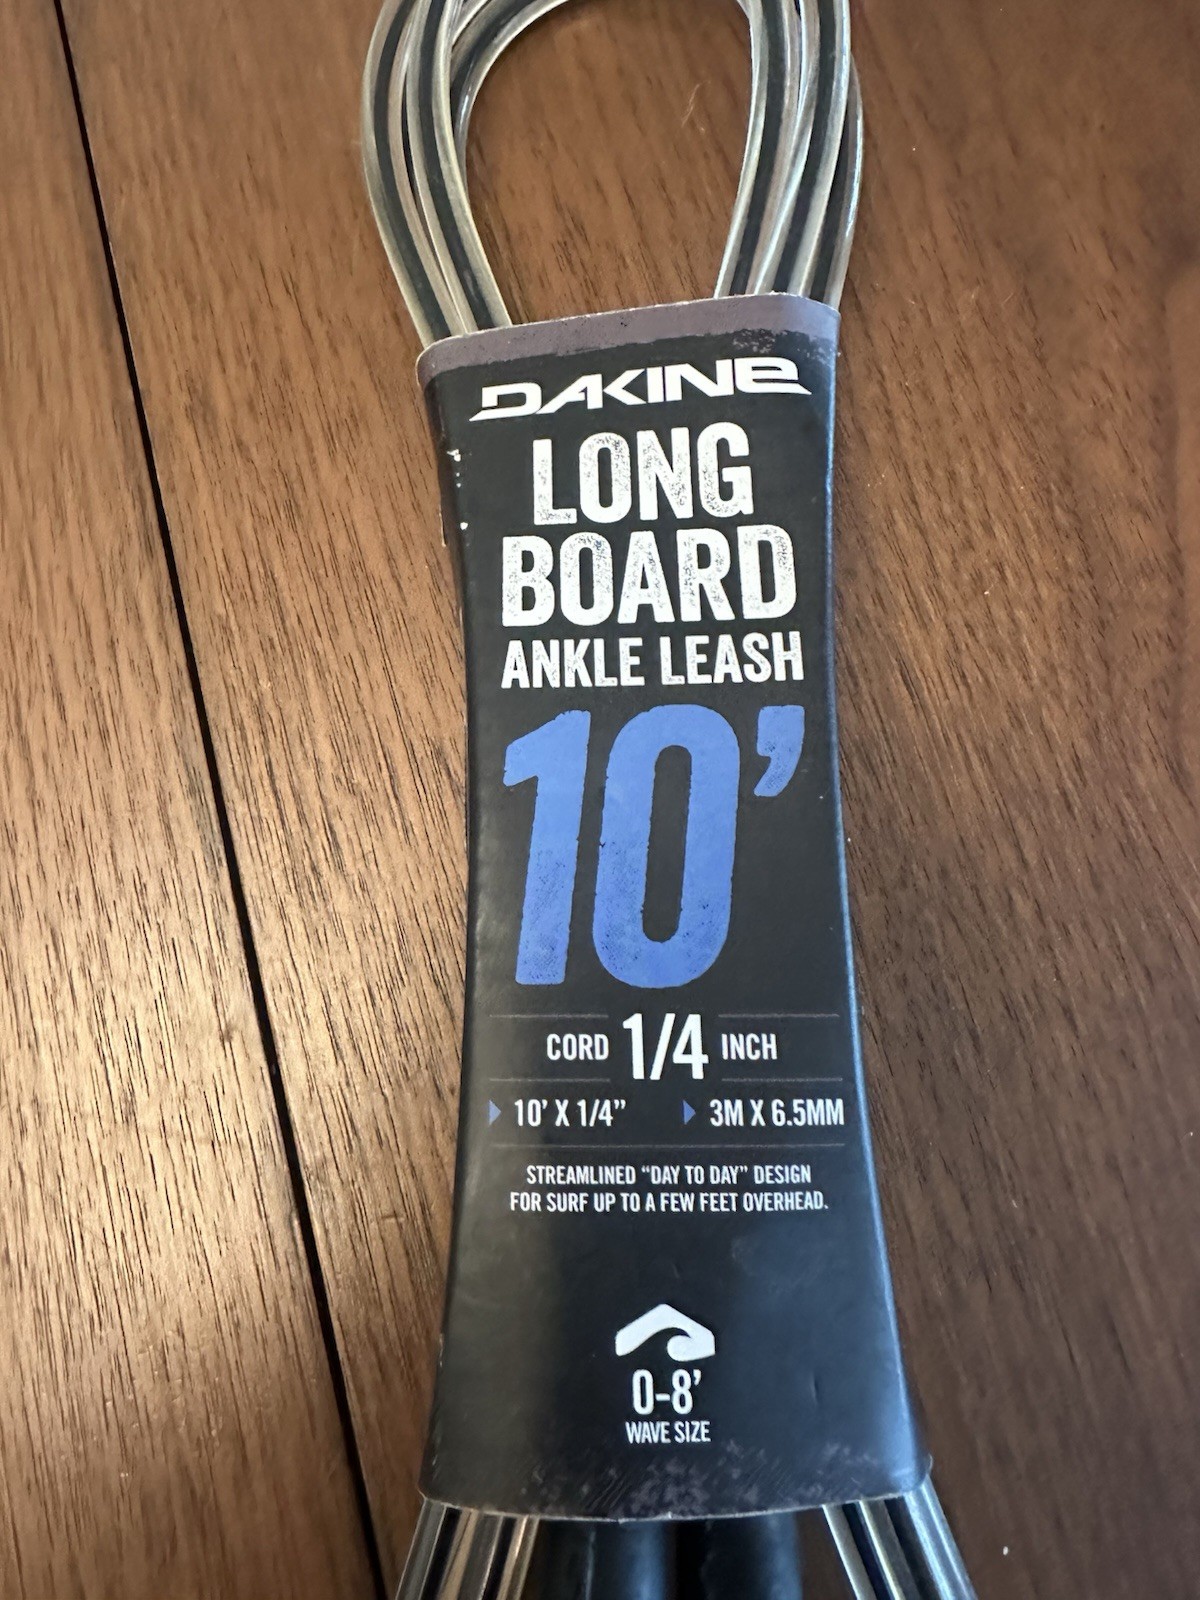 DAKINE
LONG
BOARD
ANKLE LEASH
10’
CORD 1/4 INCH
10’ X 1/4” 3M X 6.5MM
STREAMLINED “DAY TO DAY” DESIGN
FOR SURF UP TO A FEW FEET OVERHEAD.
0-8’
WAVE SIZE